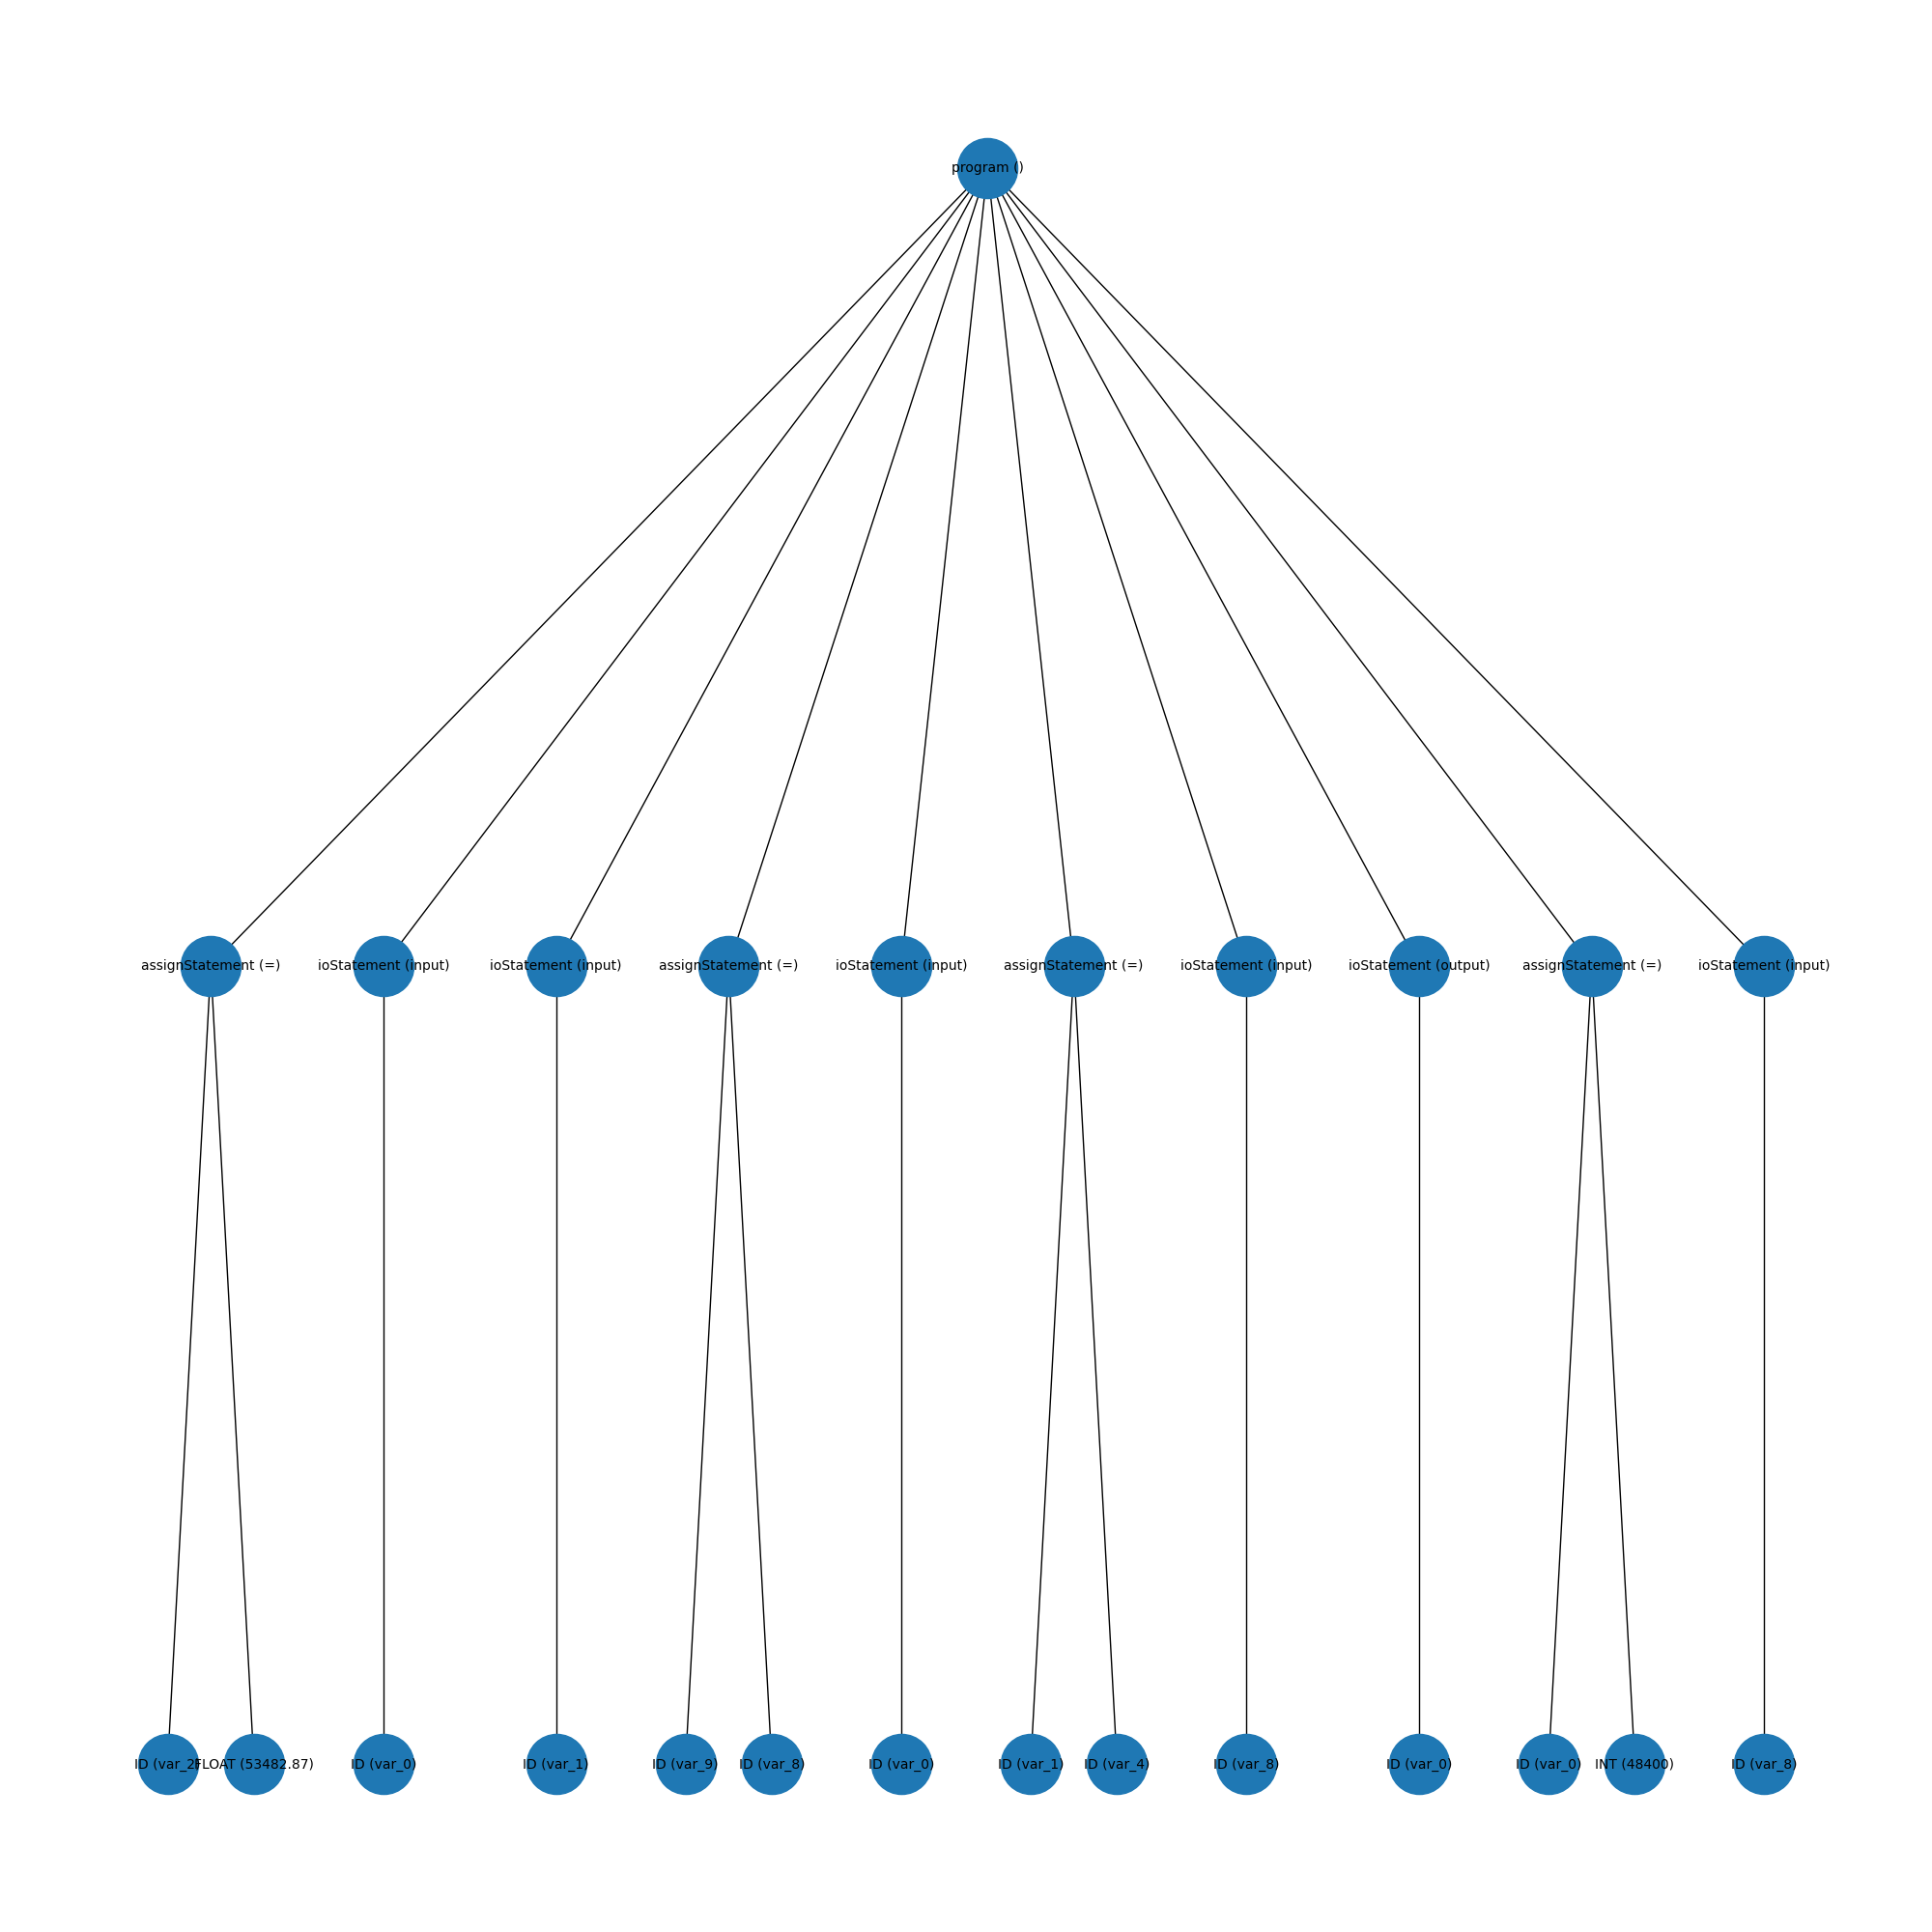 program ()
assignStatement (=) ioStatement (input) ioStatement (input) assignStatement (=) ioStatement (input) assignStatement (=) ioStatement (input) ioStatement (output) assignStatement (=) ioStatement (input)
ID (var_2) FLOAT (53482.87) ID (var_0) ID (var_1) ID (var_9) ID (var_8) ID (var_0) ID (var_1) ID (var_4) ID (var_8) ID (var_0) ID (var_0) INT (48400) ID (var_8)